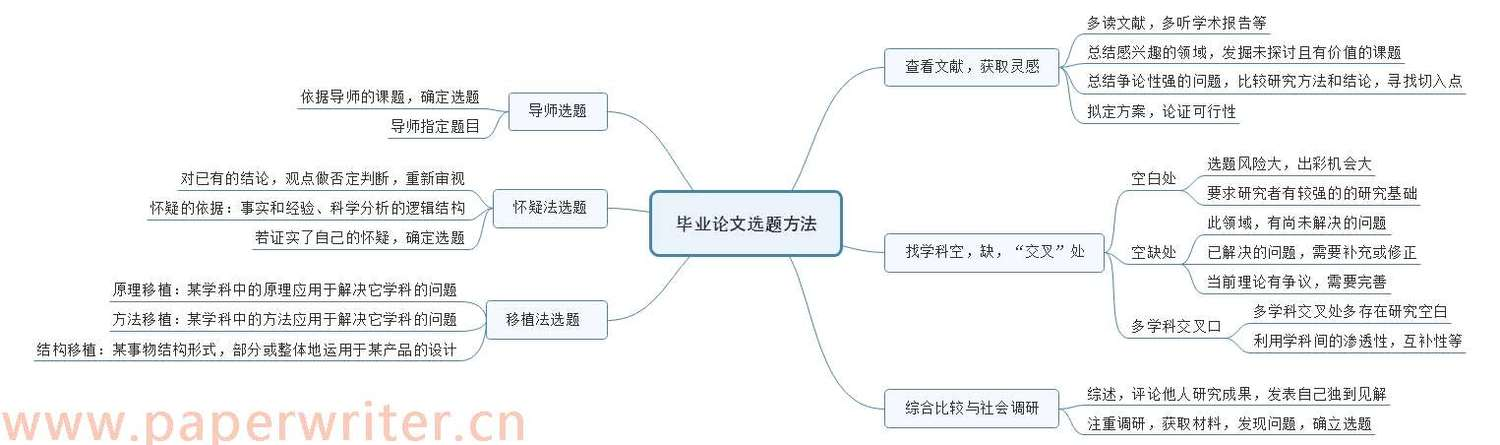 毕业论文选题方法
导师选题
依据导师的课题，确定选题
导师指定题目
怀疑法选题
对已有的结论，观点做否定判断，重新审视
怀疑的依据：事实和经验、科学分析的逻辑结构
若证实了自己的怀疑，确定选题
移植法选题
原理移植：某学科中的原理应用于解决它学科的问题
方法移植：某学科中的方法应用于解决它学科的问题
结构移植：某事物结构形式，部分或整体地运用于某产品的设计
查看文献，获取灵感
多读文献，多听学术报告等
总结感兴趣的领域，发掘未探讨且有价值的课题
总结争论性强的问题，比较研究方法和结论，寻找切入点
拟定方案，论证可行性
找学科空，缺，“交叉”处
空白处
选题风险大，出彩机会大
要求研究者有较强的的研究基础
空缺处
此领域，有尚未解决的问题
已解决的问题，需要补充或修正
当前理论有争议，需要完善
多学科交叉口
多学科交叉处多存在研究空白
利用学科间的渗透性，互补性等
综合比较与社会调研
综述，评论他人研究成果，发表自己独到见解
注重调研，获取材料，发现问题，确立选题
www.paperwriter.cn